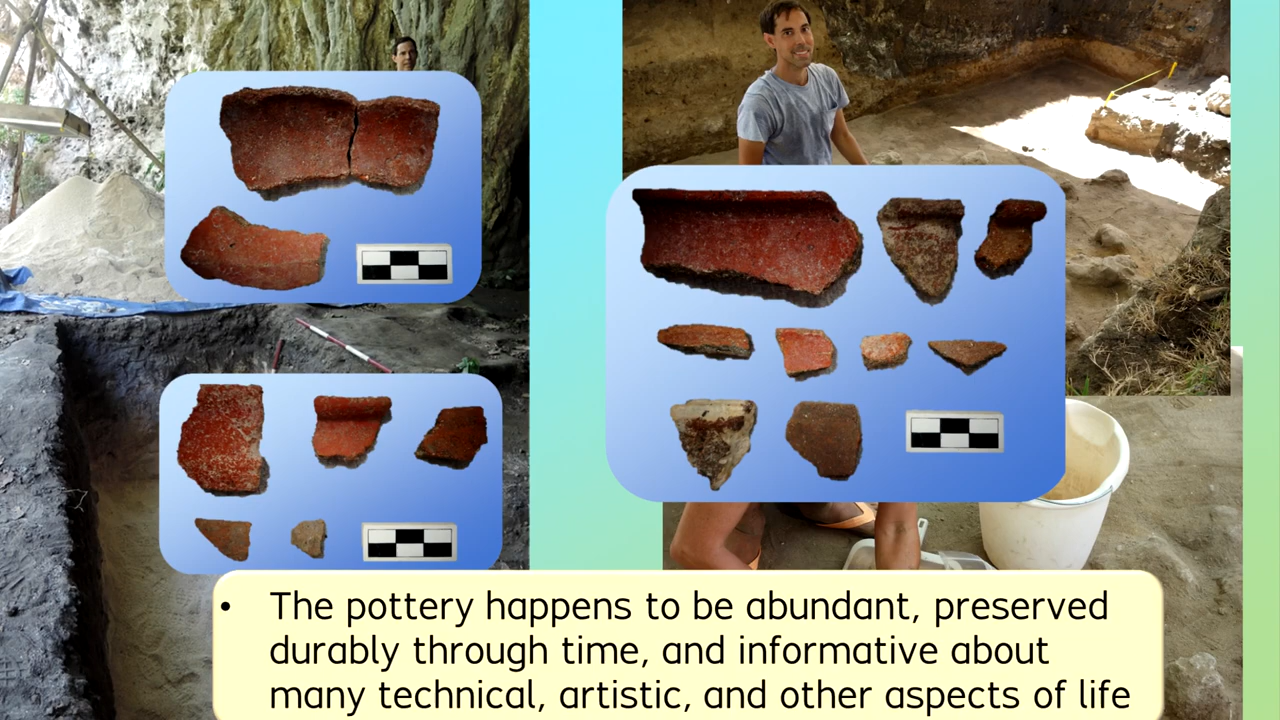 • The pottery happens to be abundant, preserved
durably through time, and informative about
many technical, artistic, and other aspects of life